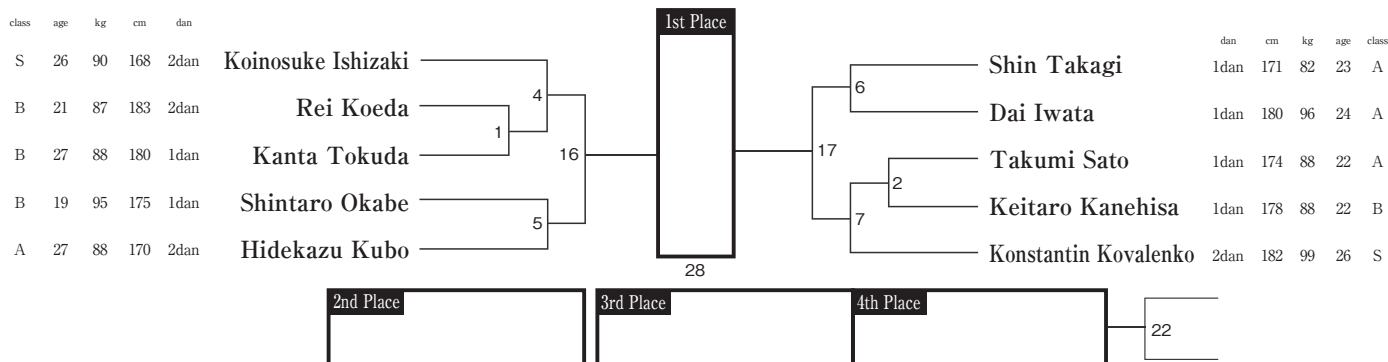 class age kg cm dan
S 26 90 168 2dan Koinosuke Ishizaki
B 21 87 183 2dan Rei Koeda
B 27 88 180 1dan Kanta Tokuda
B 19 95 175 1dan Shintaro Okabe
A 27 88 170 2dan Hidekazu Kubo
4
1
16
5
1st Place
28
dan cm kg age class
Shin Takagi 1dan 171 82 23 A
Dai Iwata 1dan 180 96 24 A
Takumi Sato 1dan 174 88 22 A
Keitaro Kanehisa 1dan 178 88 22 B
Konstantin Kovalenko 2dan 182 99 26 S
6
17
2
7
2nd Place
3rd Place
4th Place
22